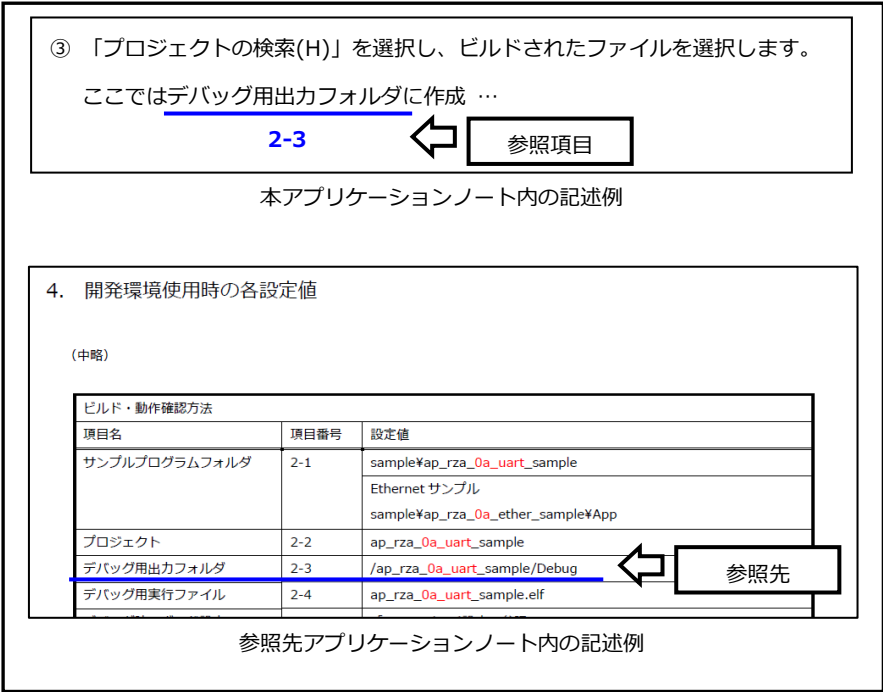 ③ 「プロジェクトの検索(H)」を選択し、ビルドされたファイルを選択します。
ここではデバッグ用出力フォルダに作成 …
2-3
参照項目
本アプリケーションノート内の記述例
4. 開発環境使用時の各設定値
（中略）
ビルド・動作確認方法
項目名 項目番号 設定値
サンプルプログラムフォルダ 2-1 sample¥ap_rza_0a_uart_sample
Ethernet サンプル
sample¥ap_rza_0a_ether_sample¥App
プロジェクト 2-2 ap_rza_0a_uart_sample
デバッグ用出力フォルダ 2-3 /ap_rza_0a_uart_sample/Debug
参照先
デバッグ用実行ファイル 2-4 ap_rza_0a_uart_sample.elf
参照先アプリケーションノート内の記述例